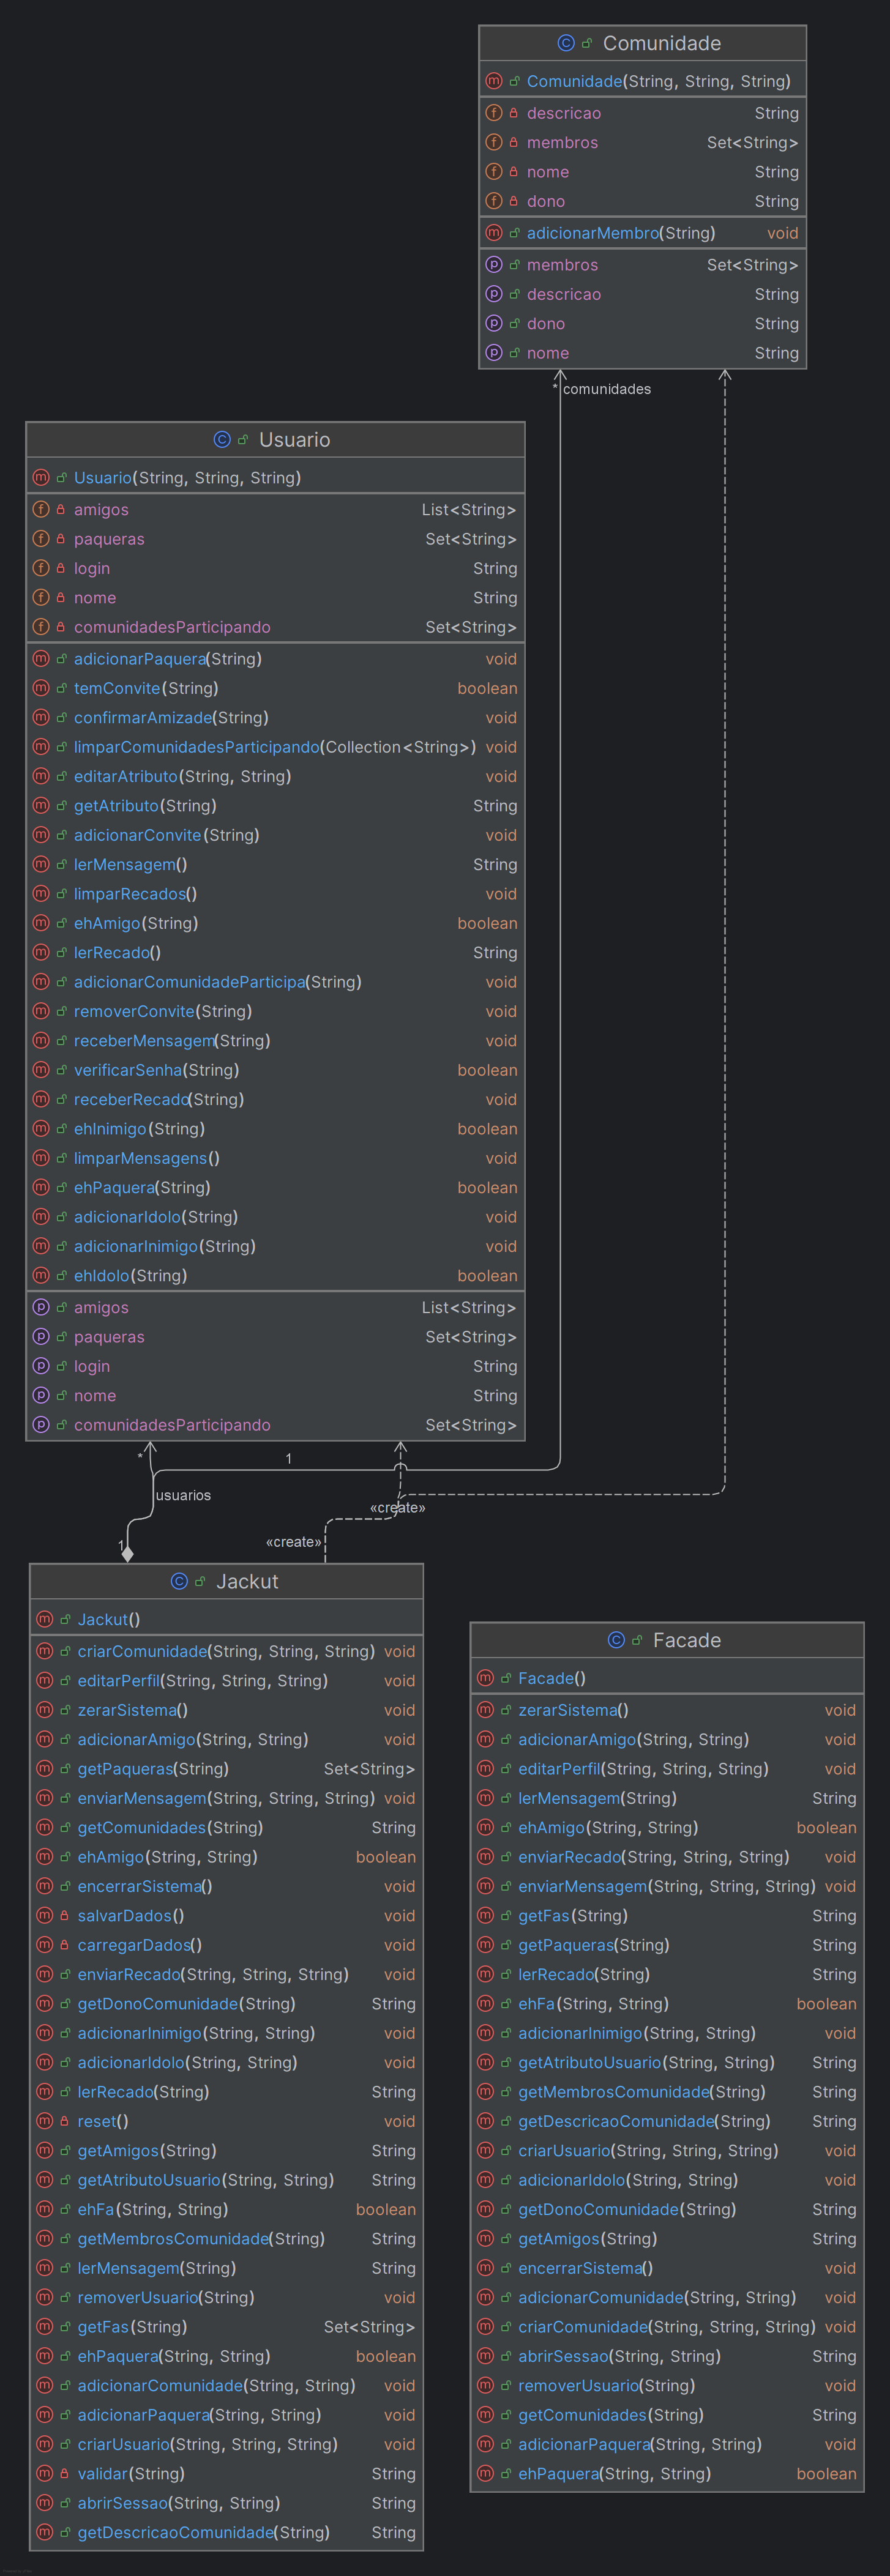 Comunidade
Comunidade(String, String, String)
descricao String
membros Set<String>
nome String
dono String
adicionarMembro(String) void
membros Set<String>
descricao String
dono String
nome String
* comunidades
Usuario
Usuario(String, String, String)
amigos List<String>
paqueras Set<String>
login String
nome String
comunidadesParticipando Set<String>
adicionarPaquera(String) void
temConvite(String) boolean
confirmarAmizade(String) void
limparComunidadesParticipando(Collection<String>) void
editarAtributo(String, String) void
getAtributo(String) String
adicionarConvite(String) void
lerMensagem() String
limparRecados() void
ehAmigo(String) boolean
lerRecado() String
adicionarComunidadeParticipa(String) void
removerConvite(String) void
receberMensagem(String) void
verificarSenha(String) boolean
receberRecado(String) void
ehInimigo(String) boolean
limparMensagens() void
ehPaquera(String) boolean
adicionarIdolo(String) void
adicionarInimigo(String) void
ehIdolo(String) boolean
amigos List<String>
paqueras Set<String>
login String
nome String
comunidadesParticipando Set<String>
* 1
usuarios
«create»
1 «create»
Jackut
Jackut()
criarComunidade(String, String, String) void
editarPerfil(String, String, String) void
zerarSistema() void
adicionarAmigo(String, String) void
getPaqueras(String) Set<String>
enviarMensagem(String, String, String) void
getComunidades(String) String
ehAmigo(String, String) boolean
encerrarSistema() void
salvarDados() void
carregarDados() void
enviarRecado(String, String, String) void
getDonoComunidade(String) String
adicionarInimigo(String, String) void
adicionarIdolo(String, String) void
lerRecado(String) String
reset() void
getAmigos(String) String
getAtributoUsuario(String, String) String
ehFa(String, String) boolean
getMembrosComunidade(String) String
lerMensagem(String) String
removerUsuario(String) void
getFas(String) Set<String>
ehPaquera(String, String) boolean
adicionarComunidade(String, String) void
adicionarPaquera(String, String) void
criarUsuario(String, String, String) void
validar(String) String
abrirSessao(String, String) String
getDescricaoComunidade(String) String
Facade
Facade()
zerarSistema() void
adicionarAmigo(String, String) void
editarPerfil(String, String, String) void
lerMensagem(String) String
ehAmigo(String, String) boolean
enviarRecado(String, String, String) void
enviarMensagem(String, String, String) void
getFas(String) String
getPaqueras(String) String
lerRecado(String) String
ehFa(String, String) boolean
adicionarInimigo(String, String) void
getAtributoUsuario(String, String) String
getMembrosComunidade(String) String
getDescricaoComunidade(String) String
criarUsuario(String, String, String) void
adicionarIdolo(String, String) void
getDonoComunidade(String) String
getAmigos(String) String
encerrarSistema() void
adicionarComunidade(String, String) void
criarComunidade(String, String, String) void
abrirSessao(String, String) String
removerUsuario(String) void
getComunidades(String) String
adicionarPaquera(String, String) void
ehPaquera(String, String) boolean